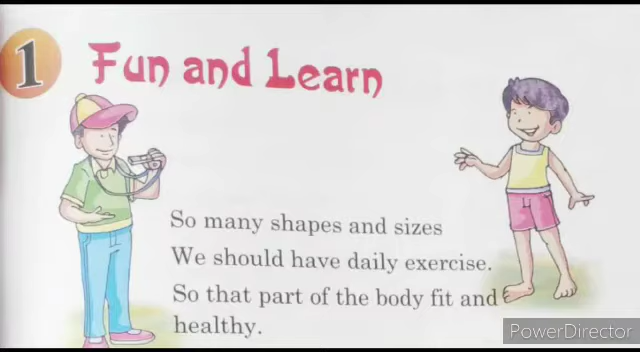 1
Fun and Learn
So many shapes and sizes
We should have daily exercise.
So that part of the body fit and
healthy.
PowerDirector